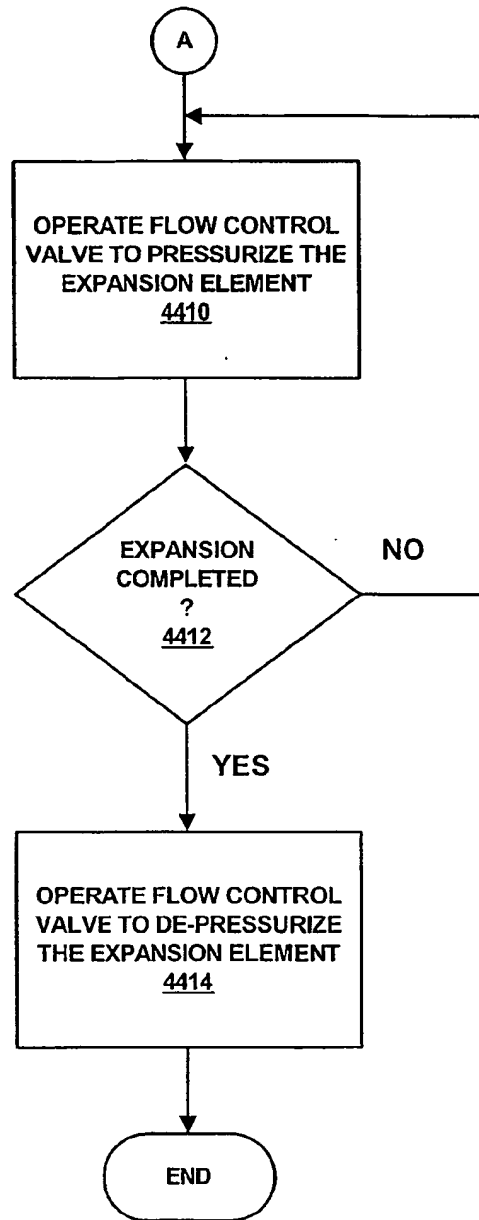 A
OPERATE FLOW CONTROL
VALVE TO PRESSURIZE THE
EXPANSION ELEMENT
4410
EXPANSION
COMPLETED
?
4412
NO
YES
OPERATE FLOW CONTROL
VALVE TO DE-PRESSURIZE
THE EXPANSION ELEMENT
4414
END